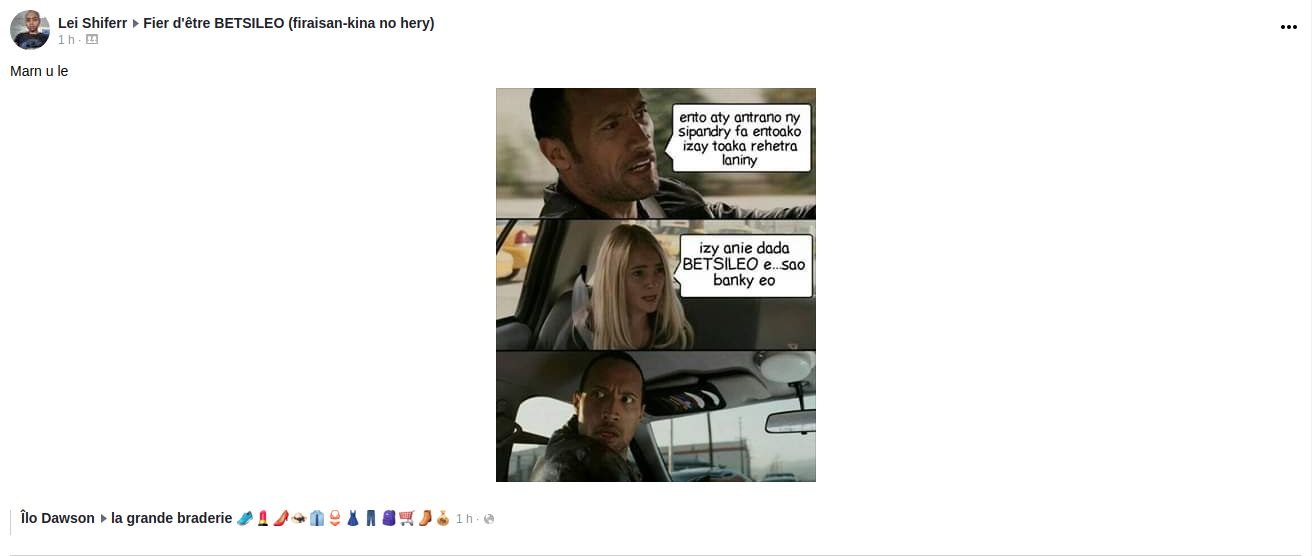 Lei Shiferr ▸ Fier d'être BETSILEO (firaisan-kina no hery)
1 h ·
Marn u le
ento aty antrano ny
sipandry fa entoako
izay toaka rehetra
laniny
izy anie dada
BETSILEO e...sao
banky eo
Îlo Dawson ▸ la grande braderie 1 h ·